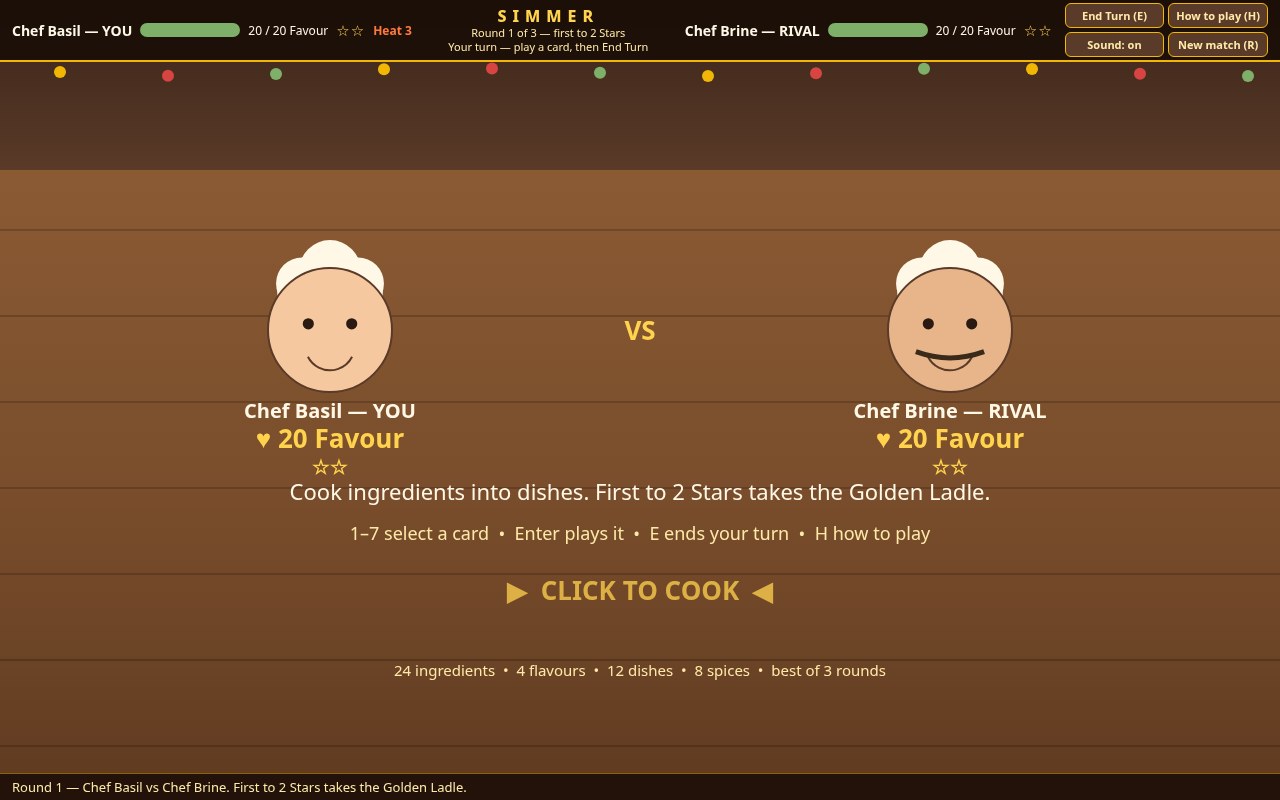 Chef Basil — YOU 20 / 20 Favour ☆☆ Heat 3
SIMMER
Round 1 of 3 — first to 2 Stars
Your turn — play a card, then End Turn
Chef Brine — RIVAL 20 / 20 Favour ☆☆
End Turn (E)
How to play (H)
Sound: on
New match (R)
VS
Chef Basil — YOU
♥ 20 Favour
☆☆
Chef Brine — RIVAL
♥ 20 Favour
☆☆
Cook ingredients into dishes. First to 2 Stars takes the Golden Ladle.
1–7 select a card • Enter plays it • E ends your turn • H how to play
▶ CLICK TO COOK ◀
24 ingredients • 4 flavours • 12 dishes • 8 spices • best of 3 rounds
Round 1 — Chef Basil vs Chef Brine. First to 2 Stars takes the Golden Ladle.